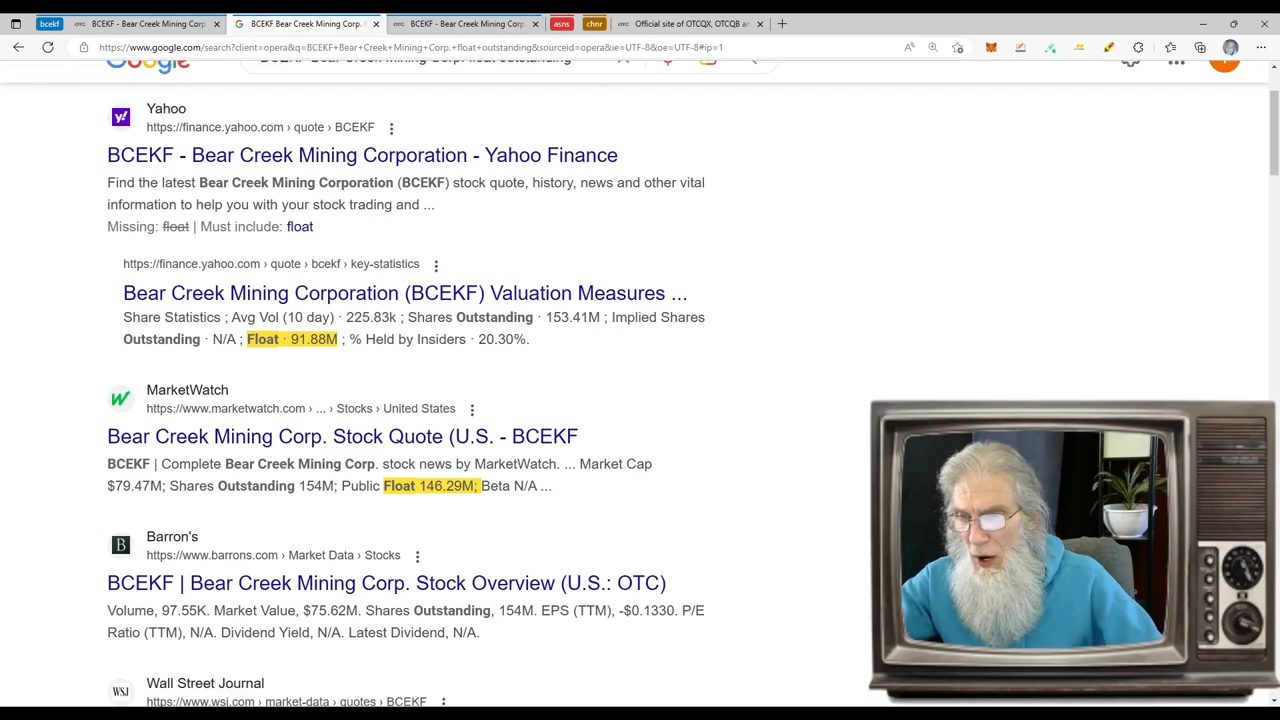 bcekf
BCEKF - Bear Creek Mining Corp
BCEKF Bear Creek Mining Corp.
BCEKF - Bear Creek Mining Corp
asns
chnr
Official site of OTCQX, OTCQB an
https://www.google.com/search?client=opera&q=BCEKF+Bear+Creek+Mining+Corp.+float+outstanding&sourceid=opera&ie=UTF-8&oe=UTF-8#ip=1
Google
BCEKF Bear Creek Mining Corp. float outstanding
Yahoo
https://finance.yahoo.com › quote › BCEKF
BCEKF - Bear Creek Mining Corporation - Yahoo Finance
Find the latest Bear Creek Mining Corporation (BCEKF) stock quote, history, news and other vital
information to help you with your stock trading and ...
Missing: float | Must include: float
https://finance.yahoo.com › quote › bcekf › key-statistics
Bear Creek Mining Corporation (BCEKF) Valuation Measures ...
Share Statistics ; Avg Vol (10 day) · 225.83k ; Shares Outstanding · 153.41M ; Implied Shares
Outstanding · N/A ; Float · 91.88M ; % Held by Insiders · 20.30%.
MarketWatch
https://www.marketwatch.com › ... › Stocks › United States
Bear Creek Mining Corp. Stock Quote (U.S. - BCEKF
BCEKF | Complete Bear Creek Mining Corp. stock news by MarketWatch. ... Market Cap
$79.47M; Shares Outstanding 154M; Public Float 146.29M; Beta N/A ...
Barron's
https://www.barrons.com › Market Data › Stocks
BCEKF | Bear Creek Mining Corp. Stock Overview (U.S.: OTC)
Volume, 97.55K. Market Value, $75.62M. Shares Outstanding, 154M. EPS (TTM), -$0.1330. P/E
Ratio (TTM), N/A. Dividend Yield, N/A. Latest Dividend, N/A.
Wall Street Journal
https://www.wsj.com › market-data › quotes › BCEKF